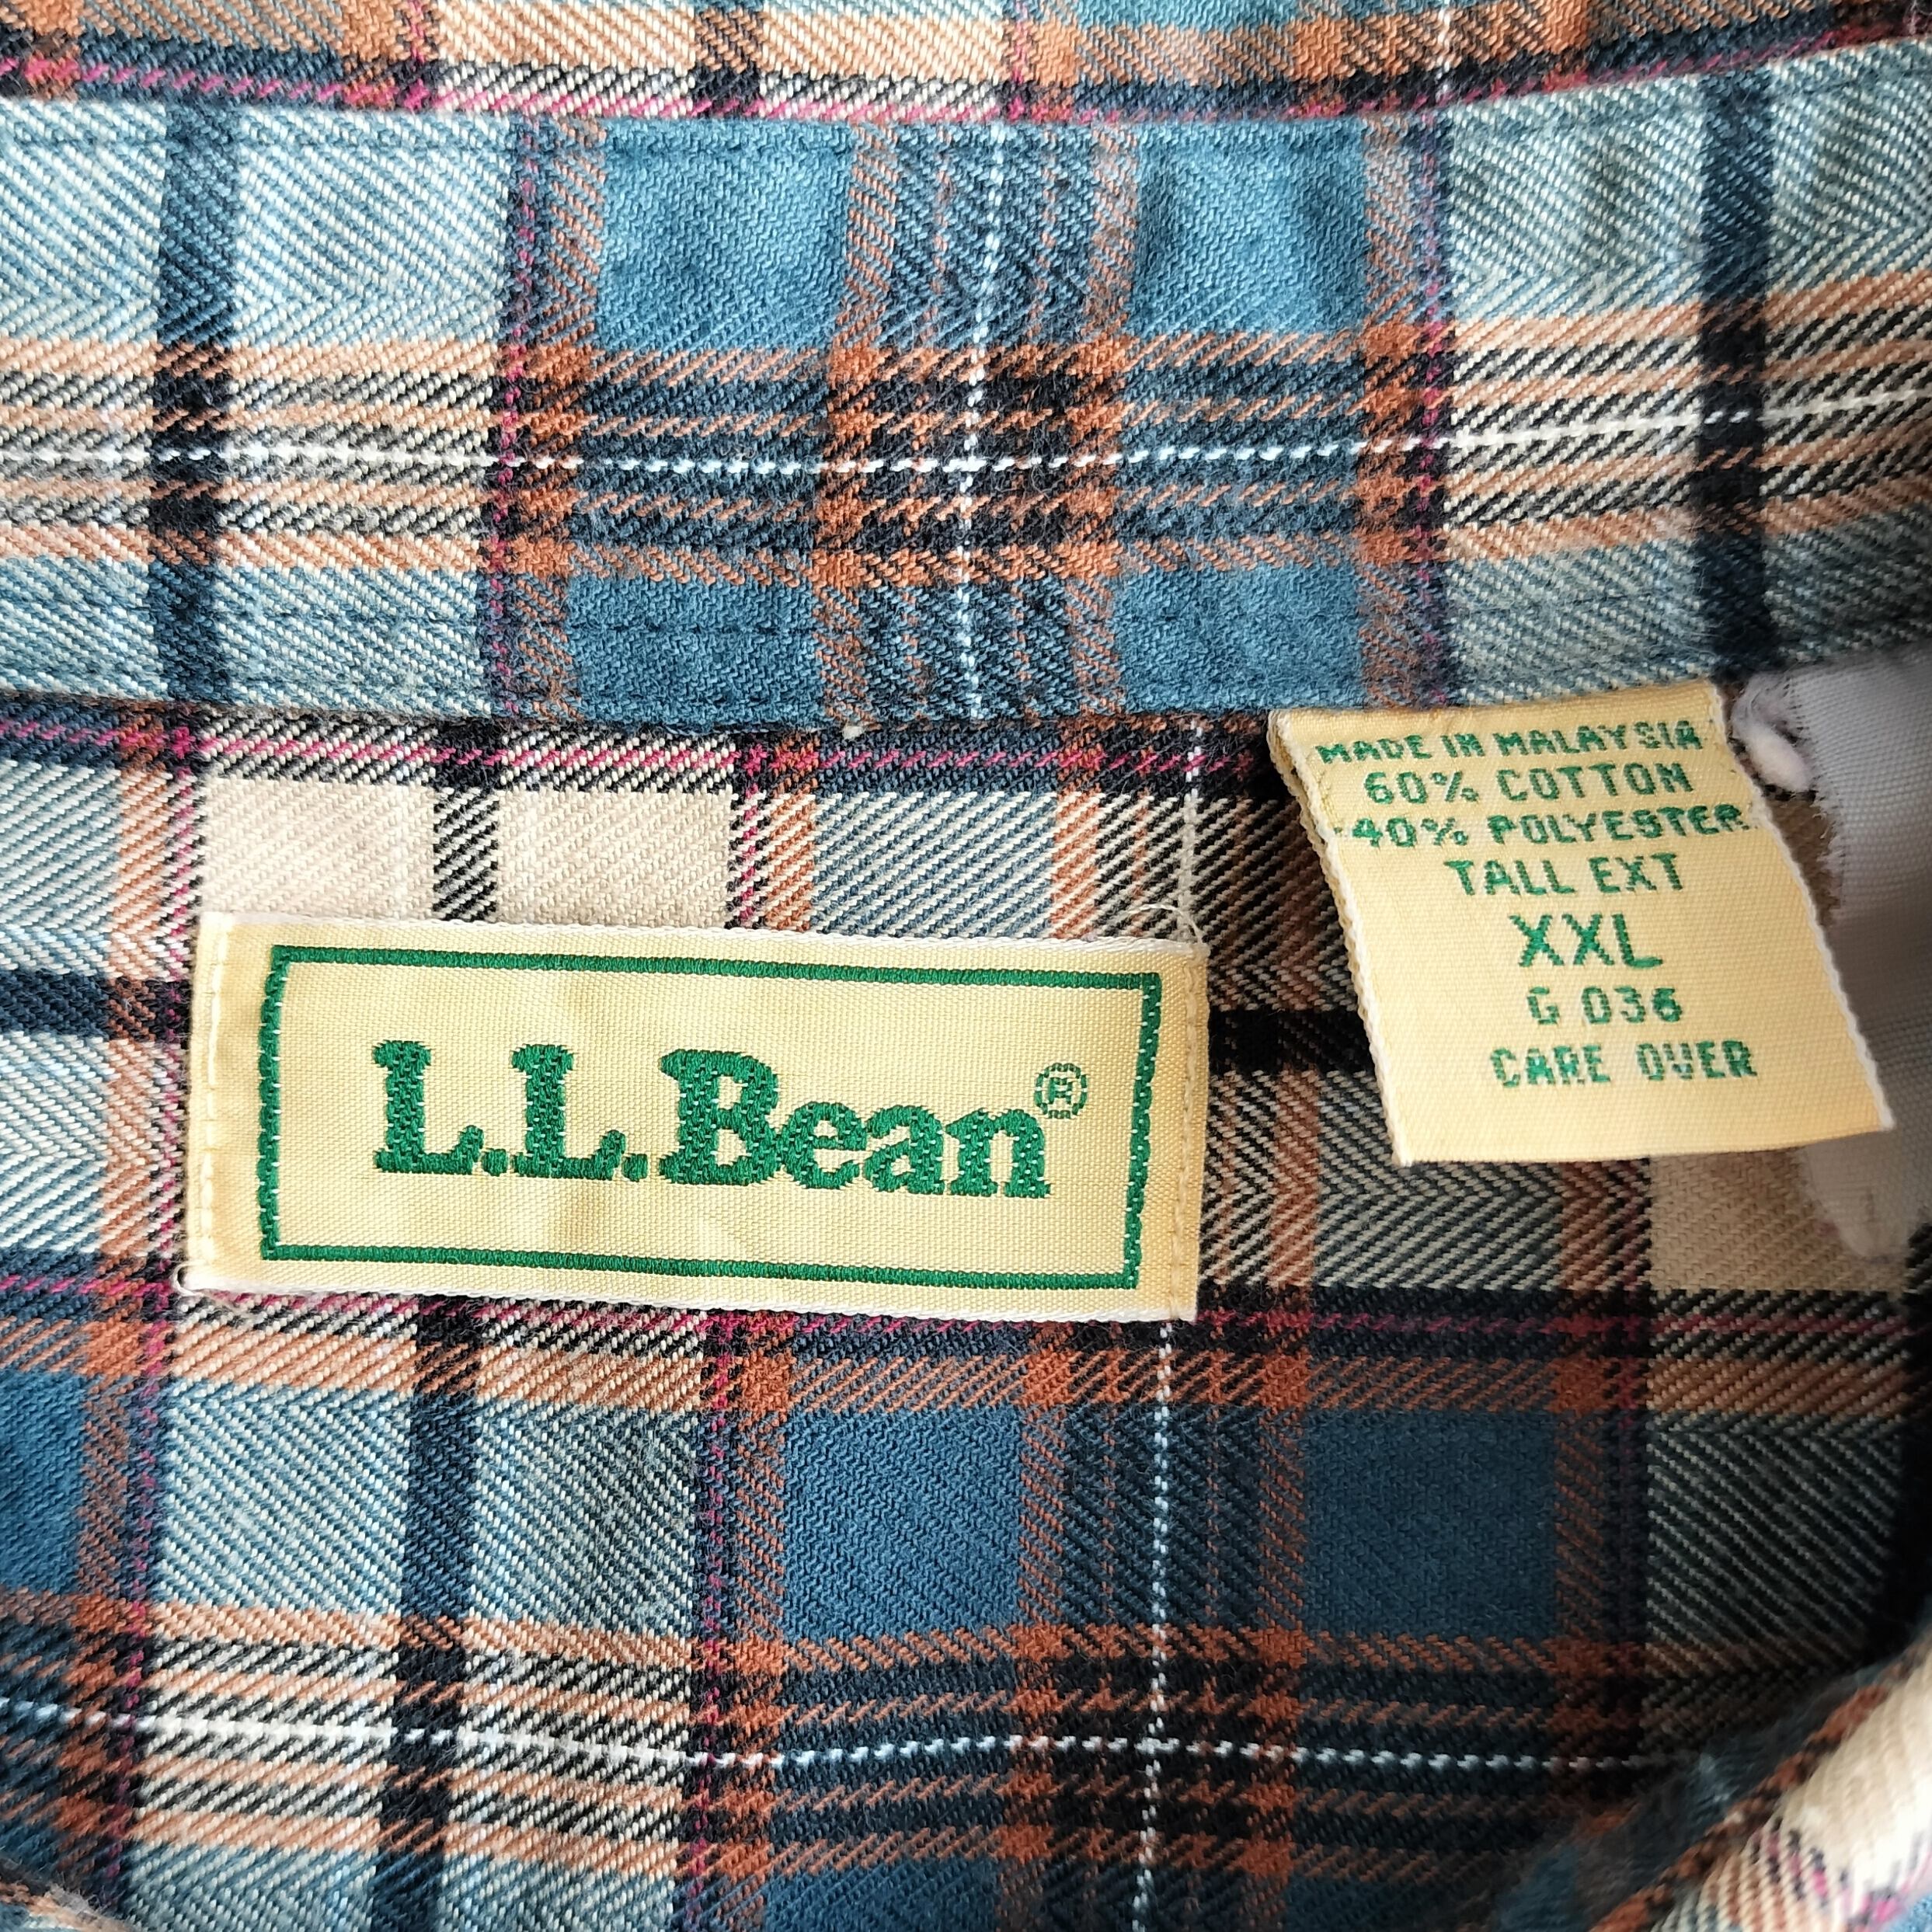 MADE IN MALAYSIA
60% COTTON
40% POLYESTER
TALL EXT
XXL
G 036
CARE OVER
L.L.Bean®